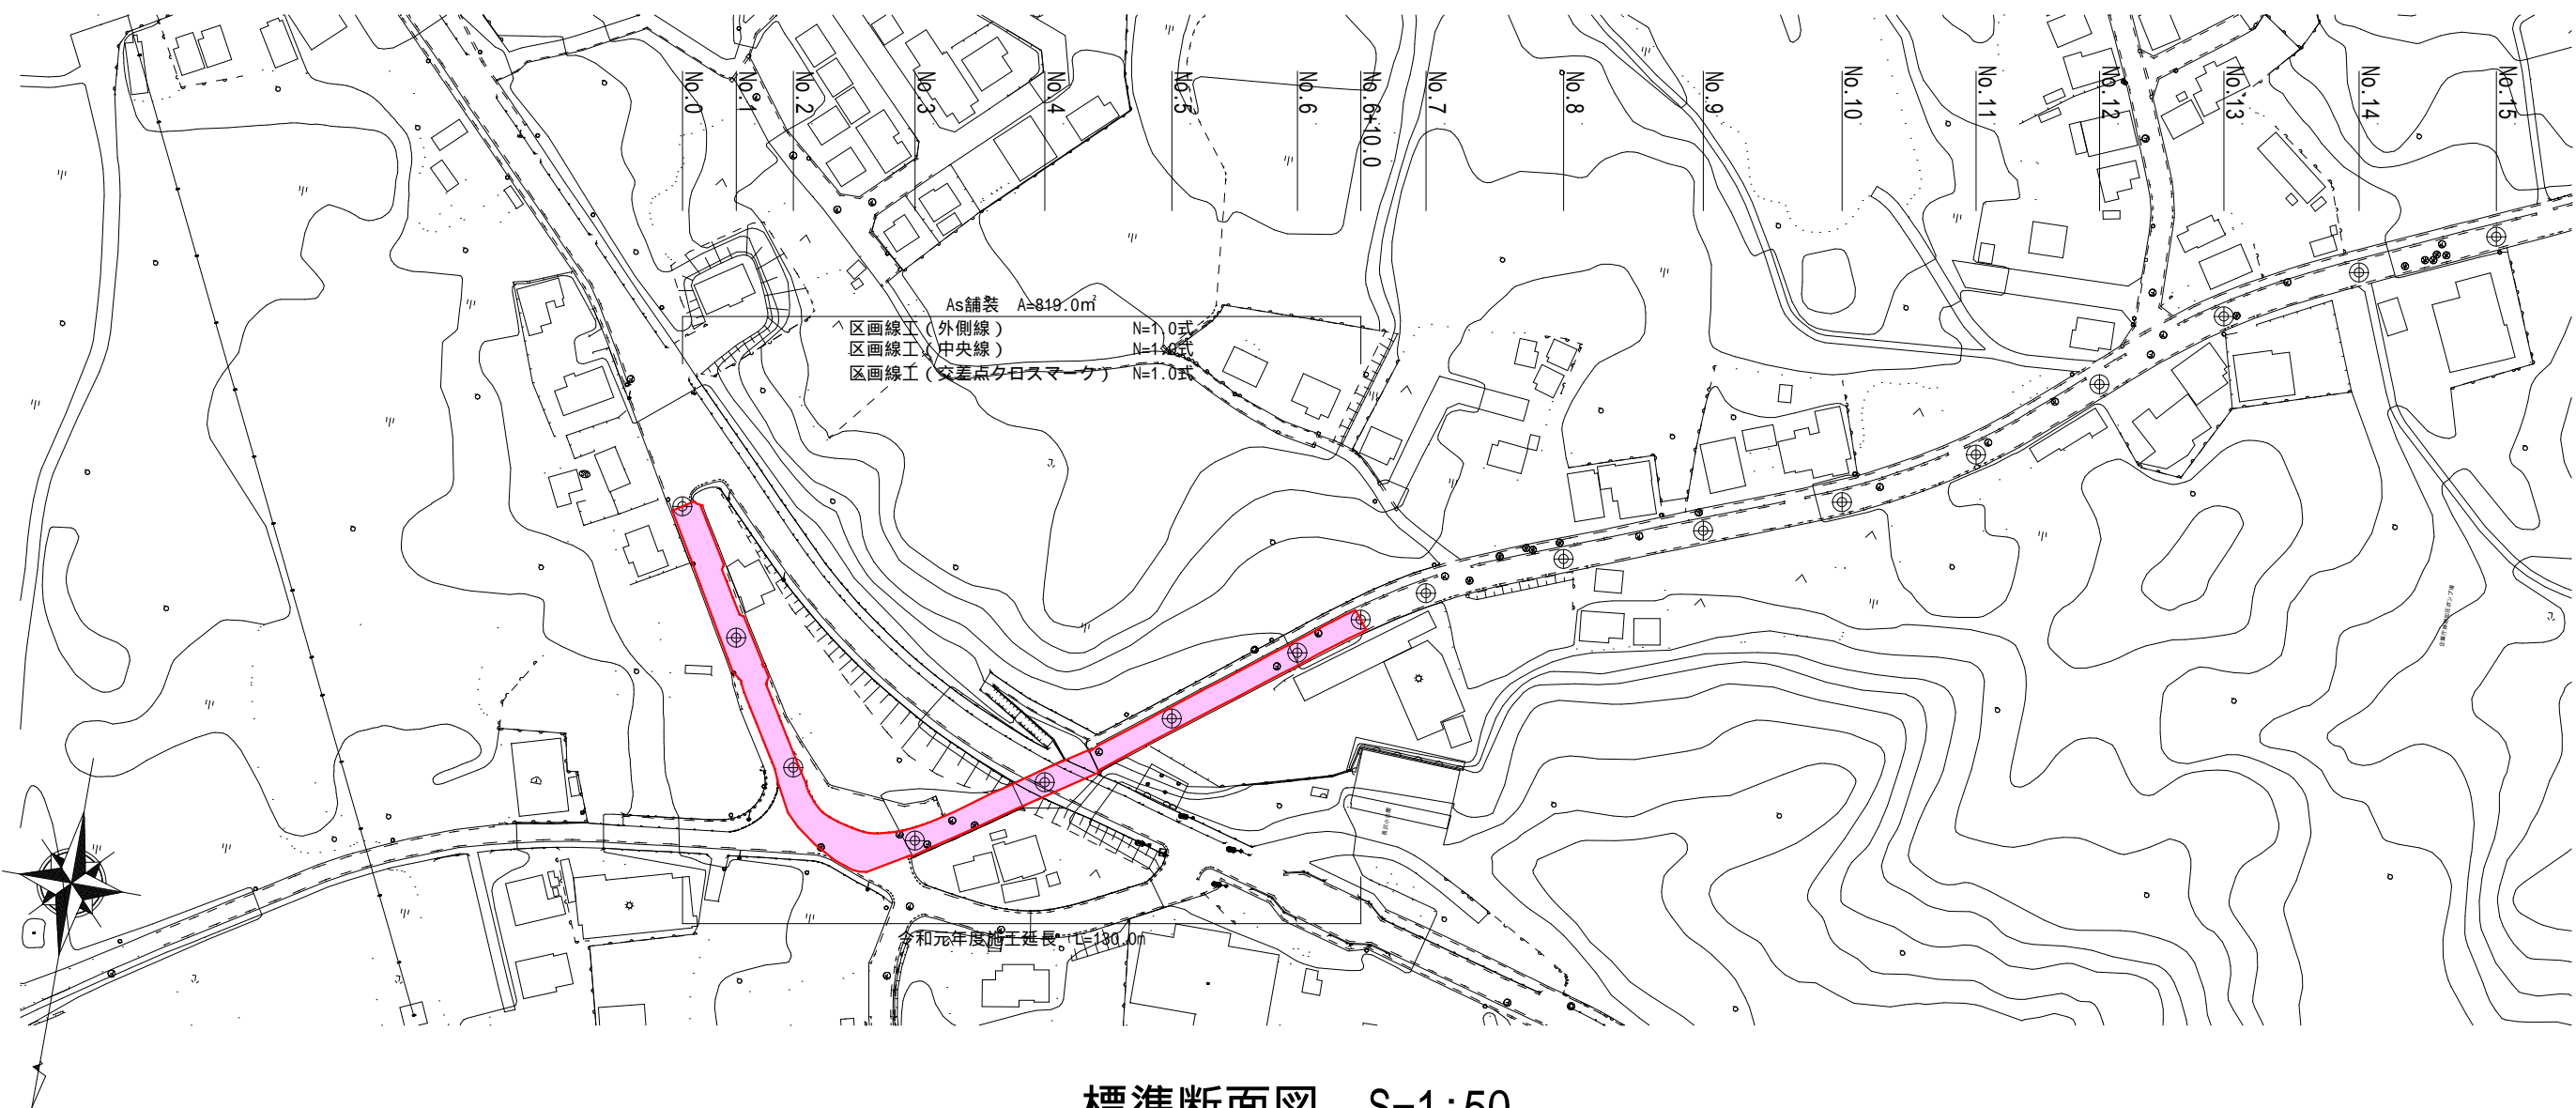 No.0
No.1
No.2
No.3
No.4
No.5
No.6
No.6+10.0
No.7
No.8
No.9
No.10
No.11
No.12
No.13
No.14
No.15
As舗装 A=819.0㎡
区画線工（外側線） N=1.0式
区画線工（中央線） N=1.0式
区画線工（交差点クロスマーク） N=1.0式
令和元年度施工延長 L=130.0m
標準断面図 S=1:50